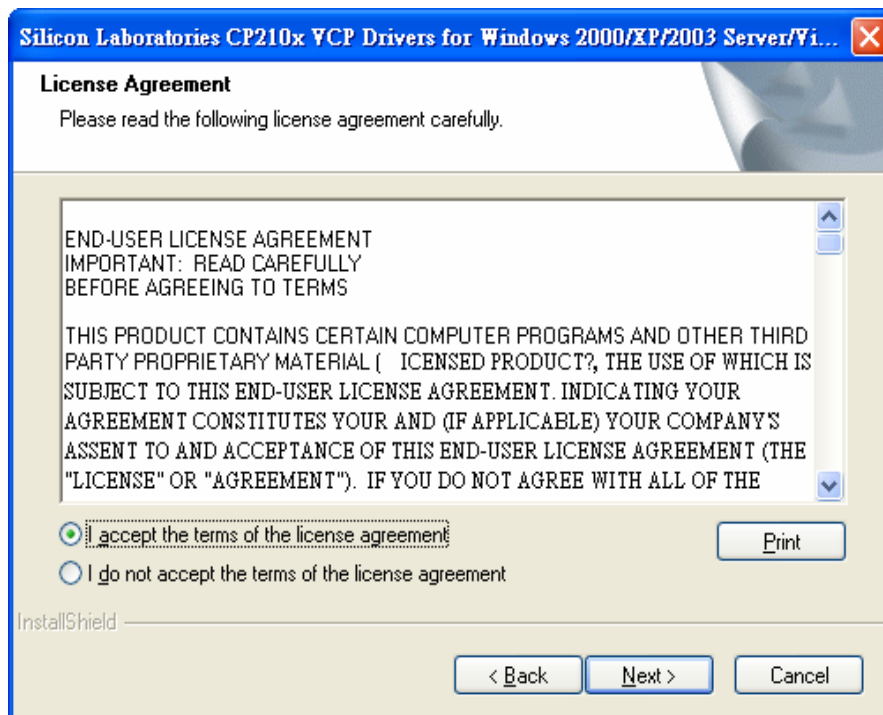 Silicon Laboratories CP210x VCP Drivers for Windows 2000/XP/2003 Server/Vi...
License Agreement
Please read the following license agreement carefully.
END-USER LICENSE AGREEMENT
IMPORTANT:  READ CAREFULLY
BEFORE AGREEING TO TERMS
THIS PRODUCT CONTAINS CERTAIN COMPUTER PROGRAMS AND OTHER THIRD
PARTY PROPRIETARY MATERIAL (   ICENSED PRODUCT?, THE USE OF WHICH IS
SUBJECT TO THIS END-USER LICENSE AGREEMENT. INDICATING YOUR
AGREEMENT CONSTITUTES YOUR AND (IF APPLICABLE) YOUR COMPANY'S
ASSENT TO AND ACCEPTANCE OF THIS END-USER LICENSE AGREEMENT (THE
"LICENSE" OR "AGREEMENT").  IF YOU DO NOT AGREE WITH ALL OF THE
I accept the terms of the license agreement
Print
I do not accept the terms of the license agreement
InstallShield
< Back
Next >
Cancel